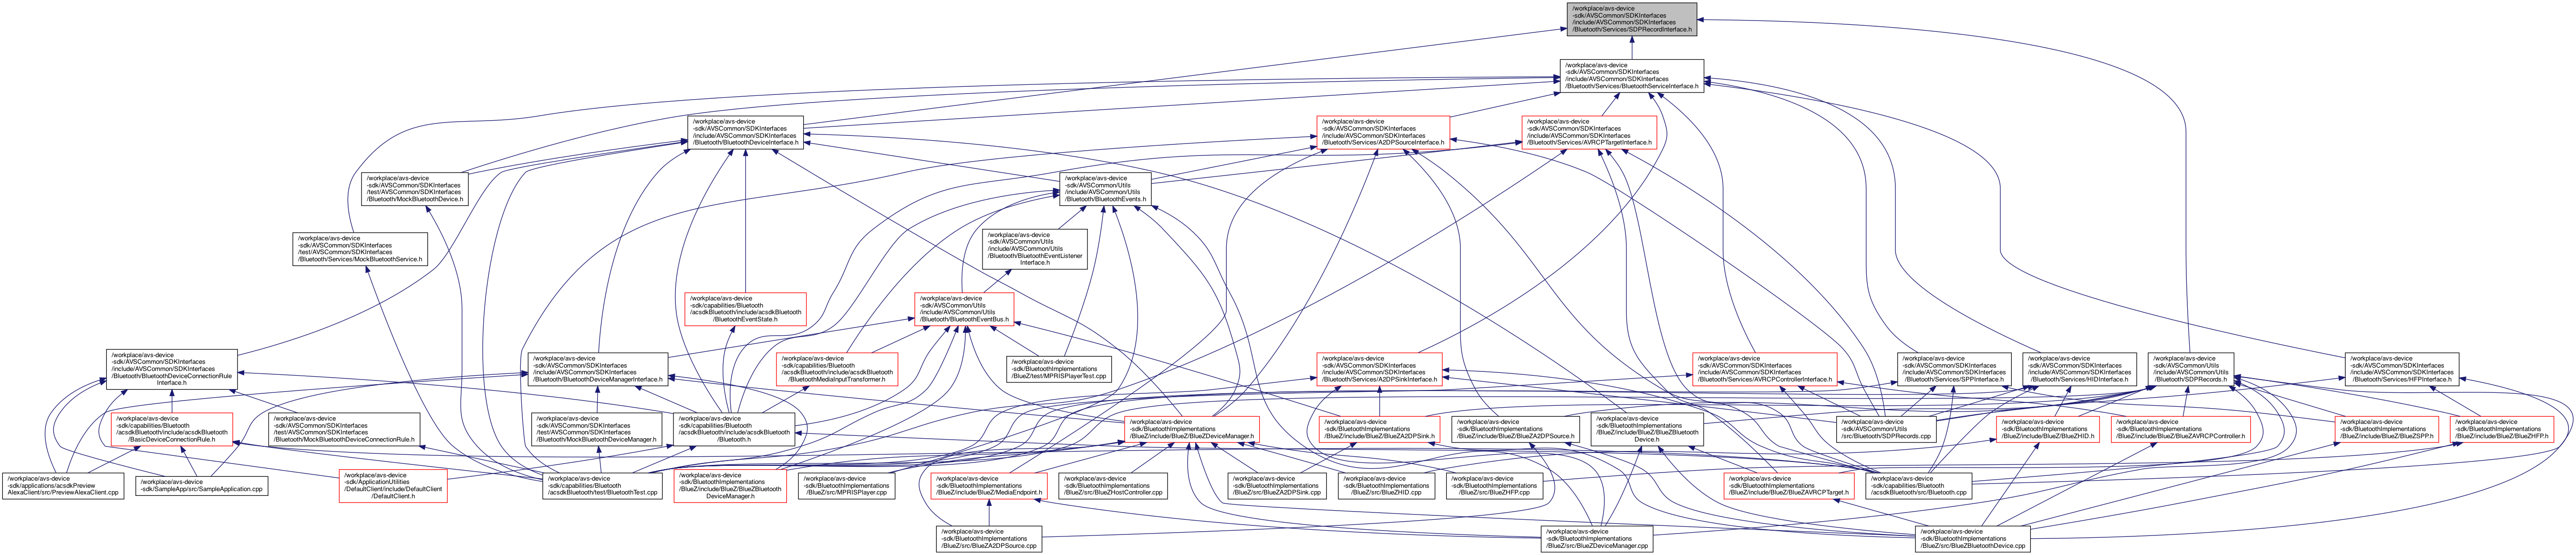 /workplace/avs-device
-sdk/AVSCommon/SDKInterfaces
/include/AVSCommon/SDKInterfaces
/Bluetooth/Services/SDPRecordInterface.h
/workplace/avs-device
-sdk/AVSCommon/SDKInterfaces
/include/AVSCommon/SDKInterfaces
/Bluetooth/Services/BluetoothServiceInterface.h
/workplace/avs-device
-sdk/AVSCommon/SDKInterfaces
/include/AVSCommon/SDKInterfaces
/Bluetooth/BluetoothDeviceInterface.h
/workplace/avs-device
-sdk/AVSCommon/SDKInterfaces
/include/AVSCommon/SDKInterfaces
/Bluetooth/Services/A2DPSourceInterface.h
/workplace/avs-device
-sdk/AVSCommon/SDKInterfaces
/include/AVSCommon/SDKInterfaces
/Bluetooth/Services/AVRCPTargetInterface.h
/workplace/avs-device
-sdk/AVSCommon/SDKInterfaces
/test/AVSCommon/SDKInterfaces
/Bluetooth/MockBluetoothDevice.h
/workplace/avs-device
-sdk/AVSCommon/Utils
/include/AVSCommon/Utils
/Bluetooth/BluetoothEvents.h
/workplace/avs-device
-sdk/AVSCommon/SDKInterfaces
/test/AVSCommon/SDKInterfaces
/Bluetooth/Services/MockBluetoothService.h
/workplace/avs-device
-sdk/AVSCommon/Utils
/include/AVSCommon/Utils
/Bluetooth/BluetoothEventListener
Interface.h
/workplace/avs-device
-sdk/capabilities/Bluetooth
/acsdkBluetooth/include/acsdkBluetooth
/BluetoothEventState.h
/workplace/avs-device
-sdk/AVSCommon/Utils
/include/AVSCommon/Utils
/Bluetooth/BluetoothEventBus.h
/workplace/avs-device
-sdk/AVSCommon/SDKInterfaces
/include/AVSCommon/SDKInterfaces
/Bluetooth/BluetoothDeviceConnectionRule
Interface.h
/workplace/avs-device
-sdk/AVSCommon/SDKInterfaces
/include/AVSCommon/SDKInterfaces
/Bluetooth/BluetoothDeviceManagerInterface.h
/workplace/avs-device
-sdk/capabilities/Bluetooth
/acsdkBluetooth/include/acsdkBluetooth
/BluetoothMediaInputTransformer.h
/workplace/avs-device
-sdk/BluetoothImplementations
/BlueZ/test/MPRISPlayerTest.cpp
/workplace/avs-device
-sdk/AVSCommon/SDKInterfaces
/include/AVSCommon/SDKInterfaces
/Bluetooth/Services/A2DPSinkInterface.h
/workplace/avs-device
-sdk/AVSCommon/SDKInterfaces
/include/AVSCommon/SDKInterfaces
/Bluetooth/Services/AVRCPControllerInterface.h
/workplace/avs-device
-sdk/AVSCommon/SDKInterfaces
/include/AVSCommon/SDKInterfaces
/Bluetooth/Services/SPPInterface.h
/workplace/avs-device
-sdk/AVSCommon/SDKInterfaces
/include/AVSCommon/SDKInterfaces
/Bluetooth/Services/HIDInterface.h
/workplace/avs-device
-sdk/AVSCommon/Utils
/include/AVSCommon/Utils
/Bluetooth/SDPRecords.h
/workplace/avs-device
-sdk/AVSCommon/SDKInterfaces
/include/AVSCommon/SDKInterfaces
/Bluetooth/Services/HFPInterface.h
/workplace/avs-device
-sdk/capabilities/Bluetooth
/acsdkBluetooth/include/acsdkBluetooth
/BasicDeviceConnectionRule.h
/workplace/avs-device
-sdk/AVSCommon/SDKInterfaces
/test/AVSCommon/SDKInterfaces
/Bluetooth/MockBluetoothDeviceConnectionRule.h
/workplace/avs-device
-sdk/AVSCommon/SDKInterfaces
/test/AVSCommon/SDKInterfaces
/Bluetooth/MockBluetoothDeviceManager.h
/workplace/avs-device
-sdk/capabilities/Bluetooth
/acsdkBluetooth/include/acsdkBluetooth
/Bluetooth.h
/workplace/avs-device
-sdk/BluetoothImplementations
/BlueZ/include/BlueZ/BlueZDeviceManager.h
/workplace/avs-device
-sdk/BluetoothImplementations
/BlueZ/include/BlueZ/BlueZA2DPSink.h
/workplace/avs-device
-sdk/BluetoothImplementations
/BlueZ/include/BlueZ/BlueZA2DPSource.h
/workplace/avs-device
-sdk/BluetoothImplementations
/BlueZ/include/BlueZ/BlueZBluetooth
Device.h
/workplace/avs-device
-sdk/AVSCommon/Utils
/src/Bluetooth/SDPRecords.cpp
/workplace/avs-device
-sdk/BluetoothImplementations
/BlueZ/include/BlueZ/BlueZHID.h
/workplace/avs-device
-sdk/BluetoothImplementations
/BlueZ/include/BlueZ/BlueZAVRCPController.h
/workplace/avs-device
-sdk/BluetoothImplementations
/BlueZ/include/BlueZ/BlueZSPP.h
/workplace/avs-device
-sdk/BluetoothImplementations
/BlueZ/include/BlueZ/BlueZHFP.h
/workplace/avs-device
-sdk/applications/acsdkPreview
AlexaClient/src/PreviewAlexaClient.cpp
/workplace/avs-device
-sdk/SampleApp/src/SampleApplication.cpp
/workplace/avs-device
-sdk/ApplicationUtilities
/DefaultClient/include/DefaultClient
/DefaultClient.h
/workplace/avs-device
-sdk/capabilities/Bluetooth
/acsdkBluetooth/test/BluetoothTest.cpp
/workplace/avs-device
-sdk/BluetoothImplementations
/BlueZ/include/BlueZ/BlueZBluetooth
DeviceManager.h
/workplace/avs-device
-sdk/BluetoothImplementations
/BlueZ/src/MPRISPlayer.cpp
/workplace/avs-device
-sdk/BluetoothImplementations
/BlueZ/include/BlueZ/MediaEndpoint.h
/workplace/avs-device
-sdk/BluetoothImplementations
/BlueZ/src/BlueZHostController.cpp
/workplace/avs-device
-sdk/BluetoothImplementations
/BlueZ/src/BlueZA2DPSink.cpp
/workplace/avs-device
-sdk/BluetoothImplementations
/BlueZ/src/BlueZHID.cpp
/workplace/avs-device
-sdk/BluetoothImplementations
/BlueZ/src/BlueZHFP.cpp
/workplace/avs-device
-sdk/BluetoothImplementations
/BlueZ/include/BlueZ/BlueZAVRCPTarget.h
/workplace/avs-device
-sdk/capabilities/Bluetooth
/acsdkBluetooth/src/Bluetooth.cpp
/workplace/avs-device
-sdk/BluetoothImplementations
/BlueZ/src/BlueZA2DPSource.cpp
/workplace/avs-device
-sdk/BluetoothImplementations
/BlueZ/src/BlueZDeviceManager.cpp
/workplace/avs-device
-sdk/BluetoothImplementations
/BlueZ/src/BlueZBluetoothDevice.cpp